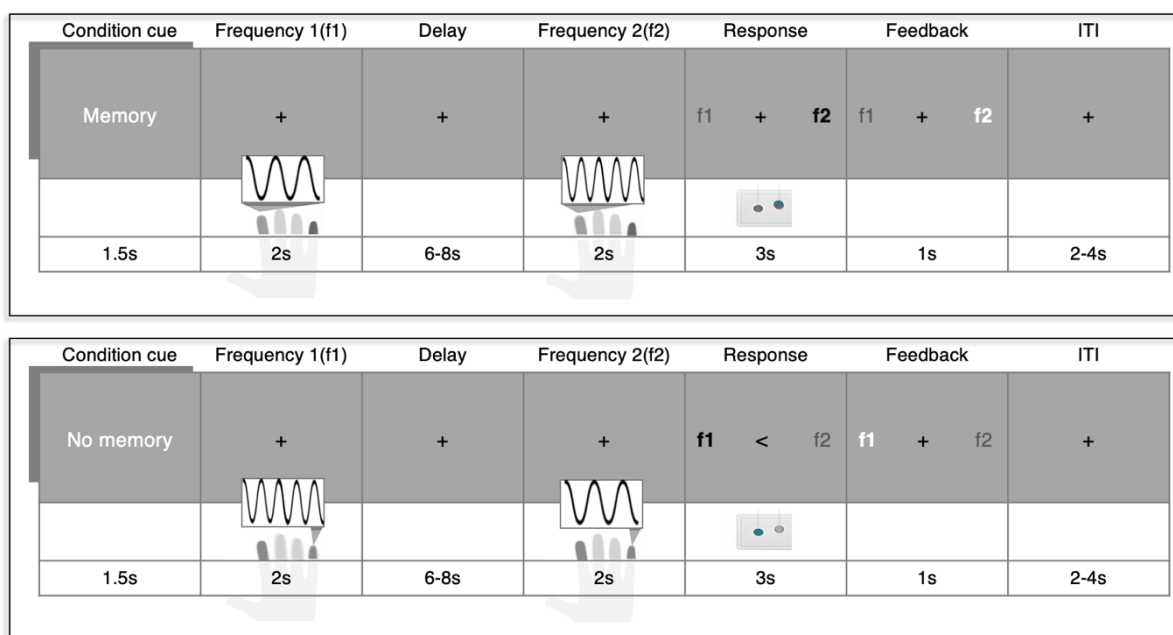 Condition cue Frequency 1(f1) Delay Frequency 2(f2) Response Feedback ITI
Memory + + + f1 + f2 f1 + f2 +
1.5s 2s 6-8s 2s 3s 1s 2-4s
Condition cue Frequency 1(f1) Delay Frequency 2(f2) Response Feedback ITI
No memory + + + f1 < f2 f1 + f2 +
1.5s 2s 6-8s 2s 3s 1s 2-4s